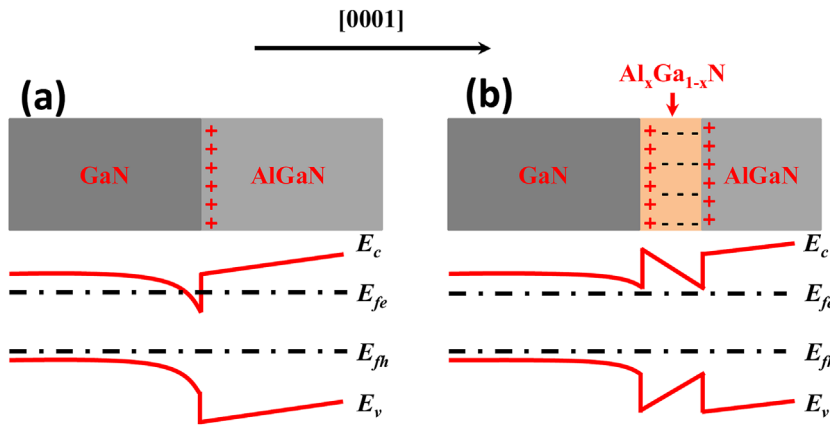 [0001]
(a)
(b)
AlxGa1-xN
GaN
AlGaN
GaN
AlGaN
+ + + + + +
+ - - -
+ - - -
+ - - -
+ - - -
+ + + + + +
Ec
Efe
Efh
Ev
Ec
Efe
Efh
Ev